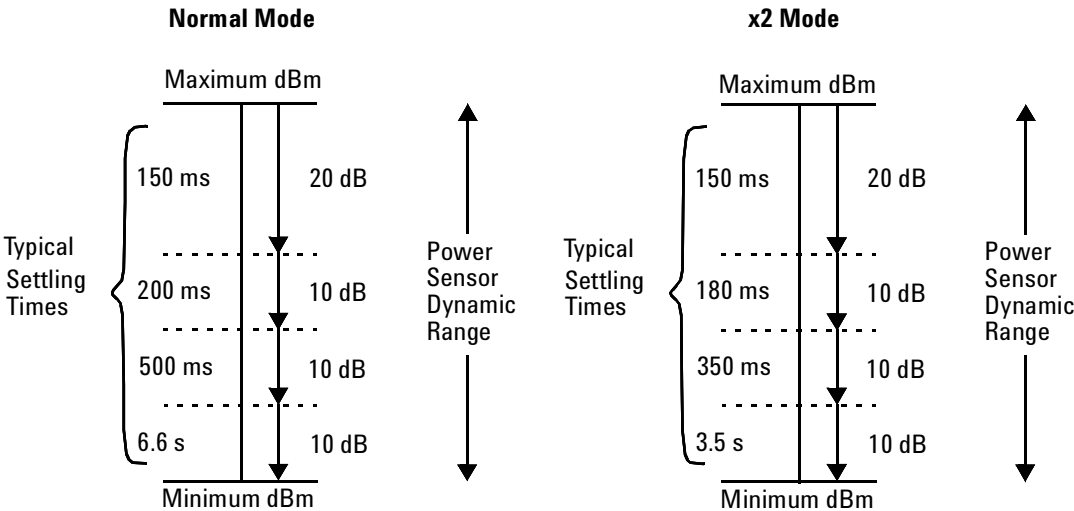 Normal Mode
Maximum dBm
150 ms
20 dB
Typical
Settling
Times
200 ms
10 dB
500 ms
10 dB
6.6 s
10 dB
Minimum dBm
Power
Sensor
Dynamic
Range
x2 Mode
Maximum dBm
150 ms
20 dB
Typical
Settling
Times
180 ms
10 dB
350 ms
10 dB
3.5 s
10 dB
Minimum dBm
Power
Sensor
Dynamic
Range